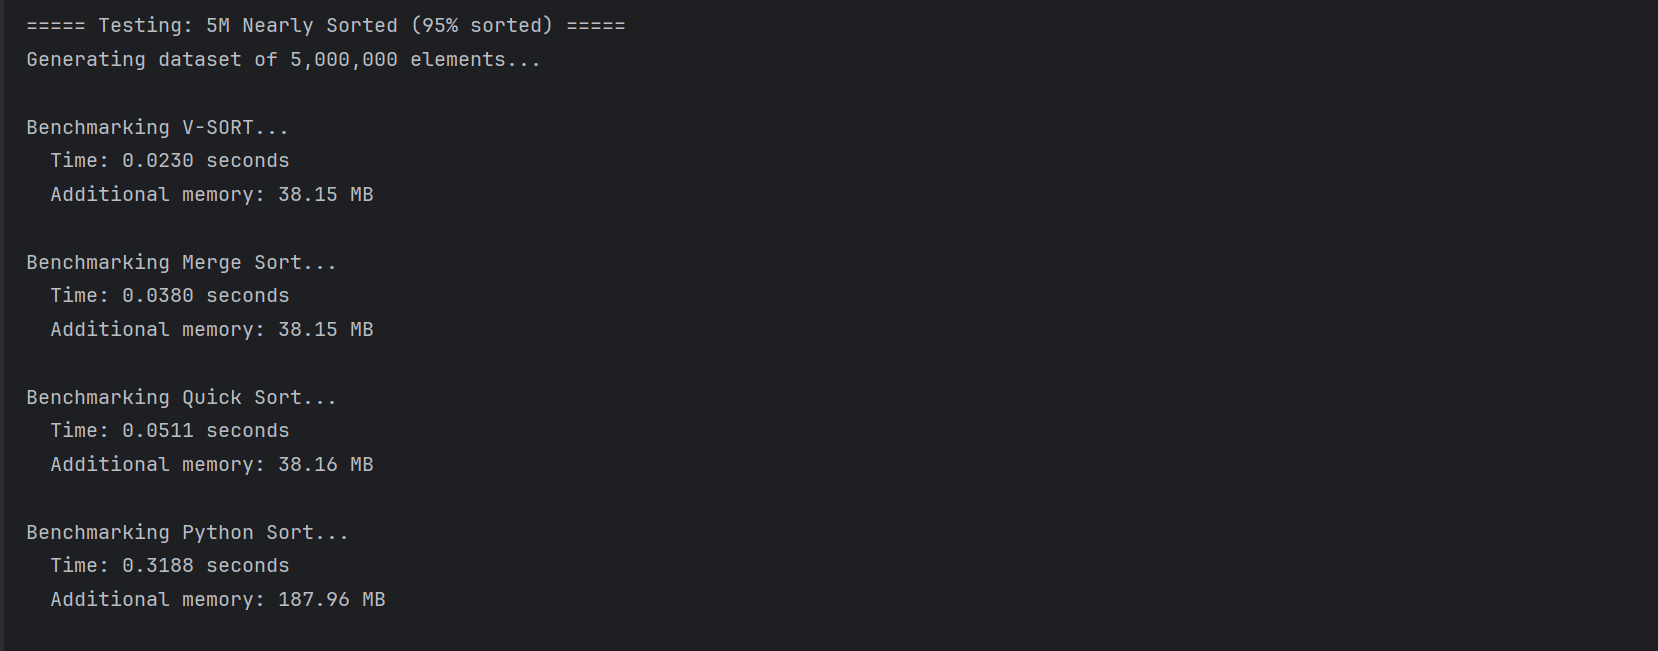 ===== Testing: 5M Nearly Sorted (95% sorted) =====
Generating dataset of 5,000,000 elements...
Benchmarking V-SORT...
Time: 0.0230 seconds
Additional memory: 38.15 MB
Benchmarking Merge Sort...
Time: 0.0380 seconds
Additional memory: 38.15 MB
Benchmarking Quick Sort...
Time: 0.0511 seconds
Additional memory: 38.16 MB
Benchmarking Python Sort...
Time: 0.3188 seconds
Additional memory: 187.96 MB